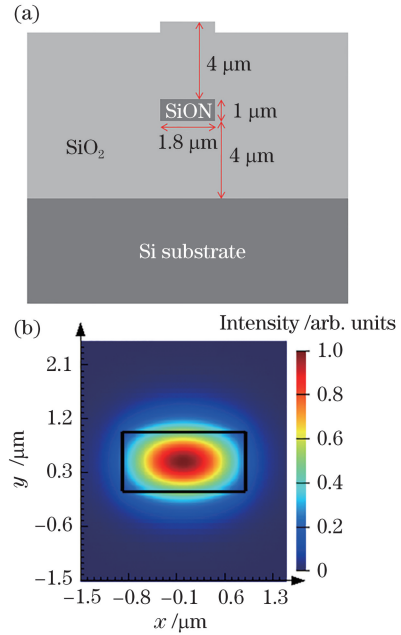 (a)
4 μm
SiON
1 μm
1.8 μm
SiO₂
4 μm
Si substrate
(b)
Intensity /arb. units
2.1
1.2
0.3
−0.6
−1.5
y /μm
−1.5 −0.8 −0.1 0.6 1.3
x /μm
1.0
0.8
0.6
0.4
0.2
0